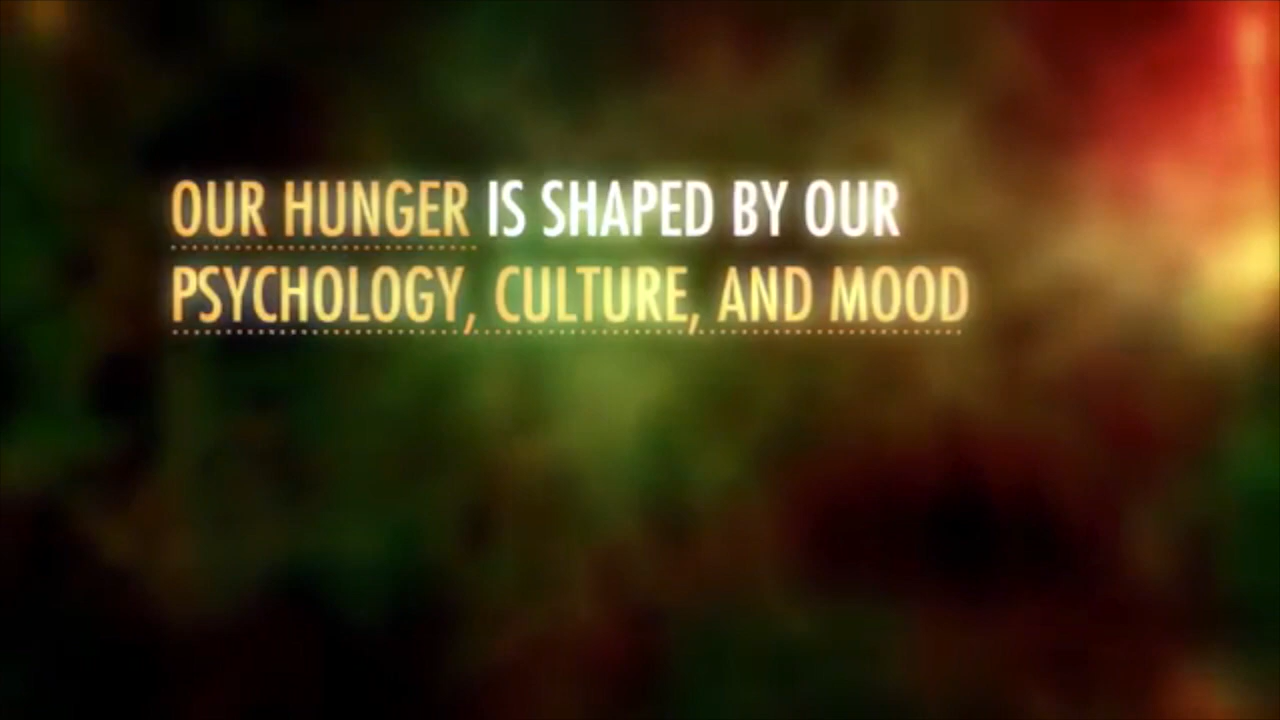 OUR HUNGER IS SHAPED BY OUR
PSYCHOLOGY, CULTURE, AND MOOD